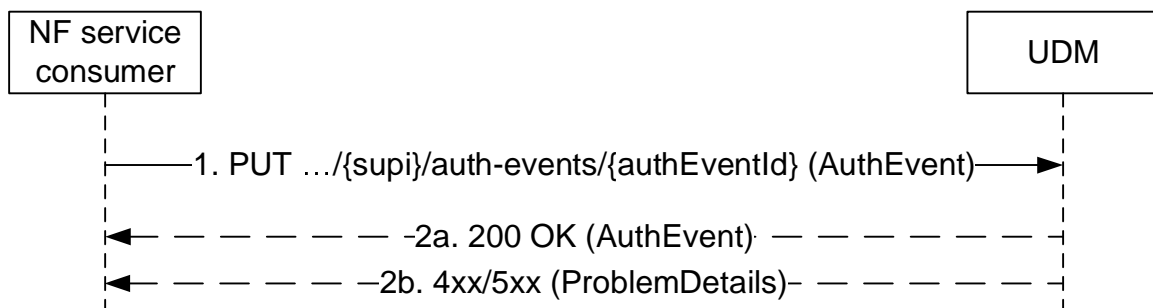 NF service
consumer
UDM
1. PUT …/{supi}/auth-events/{authEventId} (AuthEvent)
2a. 200 OK (AuthEvent)
2b. 4xx/5xx (ProblemDetails)